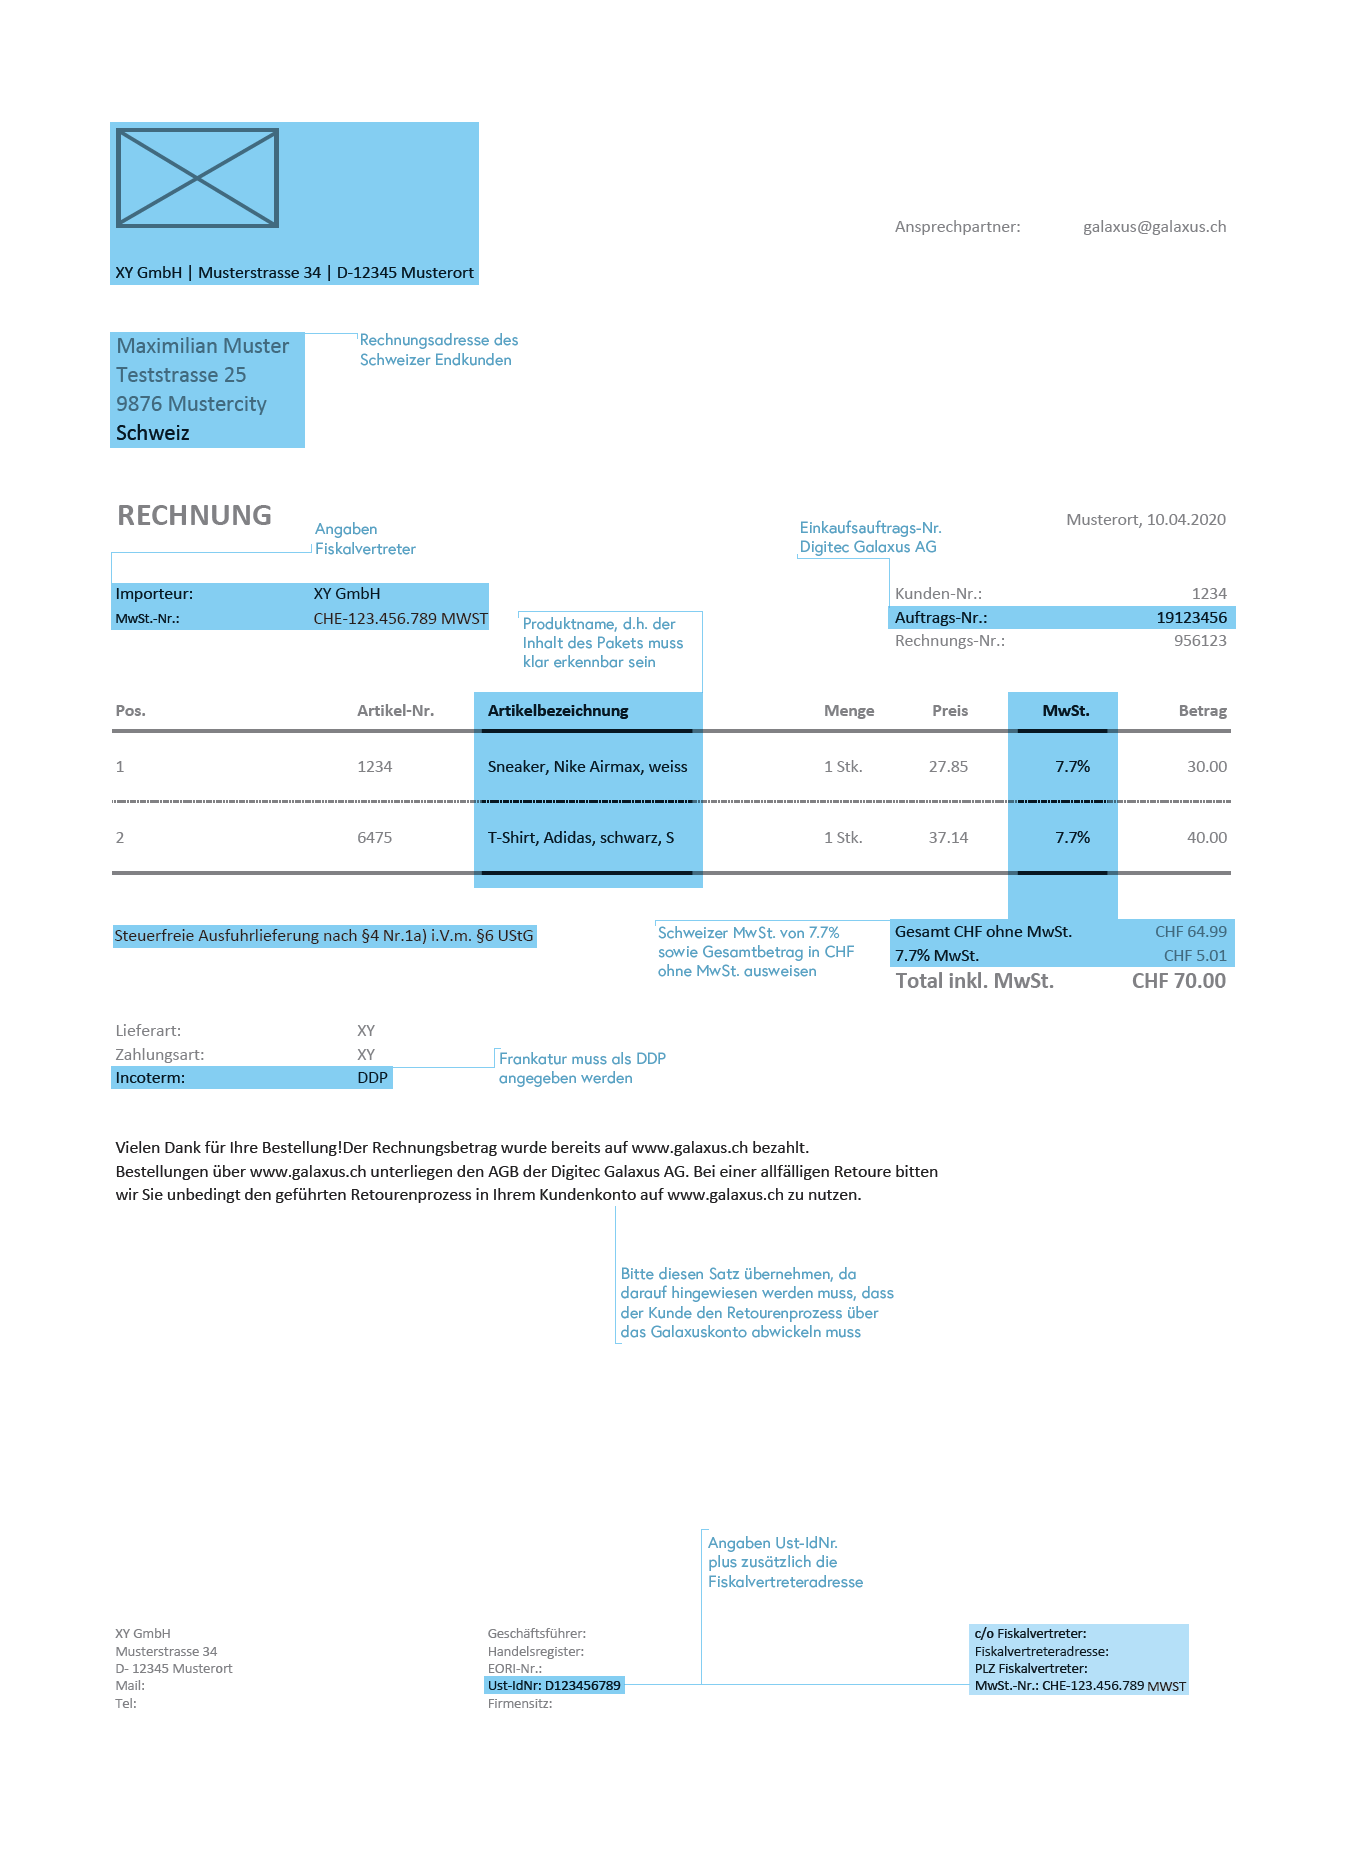 XY GmbH | Musterstrasse 34 | D-12345 Musterort
Ansprechpartner: galaxus@galaxus.ch
Maximilian Muster
Teststrasse 25
9876 Mustercity
Schweiz
Rechnungsadresse des
Schweizer Endkunden
RECHNUNG
Musterort, 10.04.2020
Angaben
Fiskalvertreter
Einkaufsauftrags-Nr.
Digitec Galaxus AG
Importeur: XY GmbH
MwSt.-Nr.: CHE-123.456.789 MWST
Kunden-Nr.: 1234
Auftrags-Nr.: 19123456
Rechnungs-Nr.: 956123
Produktname, d.h. der
Inhalt des Pakets muss
klar erkennbar sein
Pos. Artikel-Nr. Artikelbezeichnung Menge Preis MwSt. Betrag
1 1234 Sneaker, Nike Airmax, weiss 1 Stk. 27.85 7.7% 30.00
2 6475 T-Shirt, Adidas, schwarz, S 1 Stk. 37.14 7.7% 40.00
Steuerfreie Ausfuhrlieferung nach §4 Nr.1a) i.V.m. §6 UStG
Schweizer MwSt. von 7.7%
sowie Gesamtbetrag in CHF
ohne MwSt. ausweisen
Gesamt CHF ohne MwSt. CHF 64.99
7.7% MwSt. CHF 5.01
Total inkl. MwSt. CHF 70.00
Lieferart: XY
Zahlungsart: XY
Incoterm: DDP
Frankatur muss als DDP
angegeben werden
Vielen Dank für Ihre Bestellung!Der Rechnungsbetrag wurde bereits auf www.galaxus.ch bezahlt.
Bestellungen über www.galaxus.ch unterliegen den AGB der Digitec Galaxus AG. Bei einer allfälligen Retoure bitten
wir Sie unbedingt den geführten Retourenprozess in Ihrem Kundenkonto auf www.galaxus.ch zu nutzen.
Bitte diesen Satz übernehmen, da
darauf hingewiesen werden muss, dass
der Kunde den Retourenprozess über
das Galaxuskonto abwickeln muss
Angaben Ust-IdNr.
plus zusätzlich die
Fiskalvertreteradresse
XY GmbH
Musterstrasse 34
D- 12345 Musterort
Mail:
Tel:
Geschäftsführer:
Handelsregister:
EORI-Nr.:
Ust-IdNr: D123456789
Firmensitz:
c/o Fiskalvertreter:
Fiskalvertreteradresse:
PLZ Fiskalvertreter:
MwSt.-Nr.: CHE-123.456.789 MWST